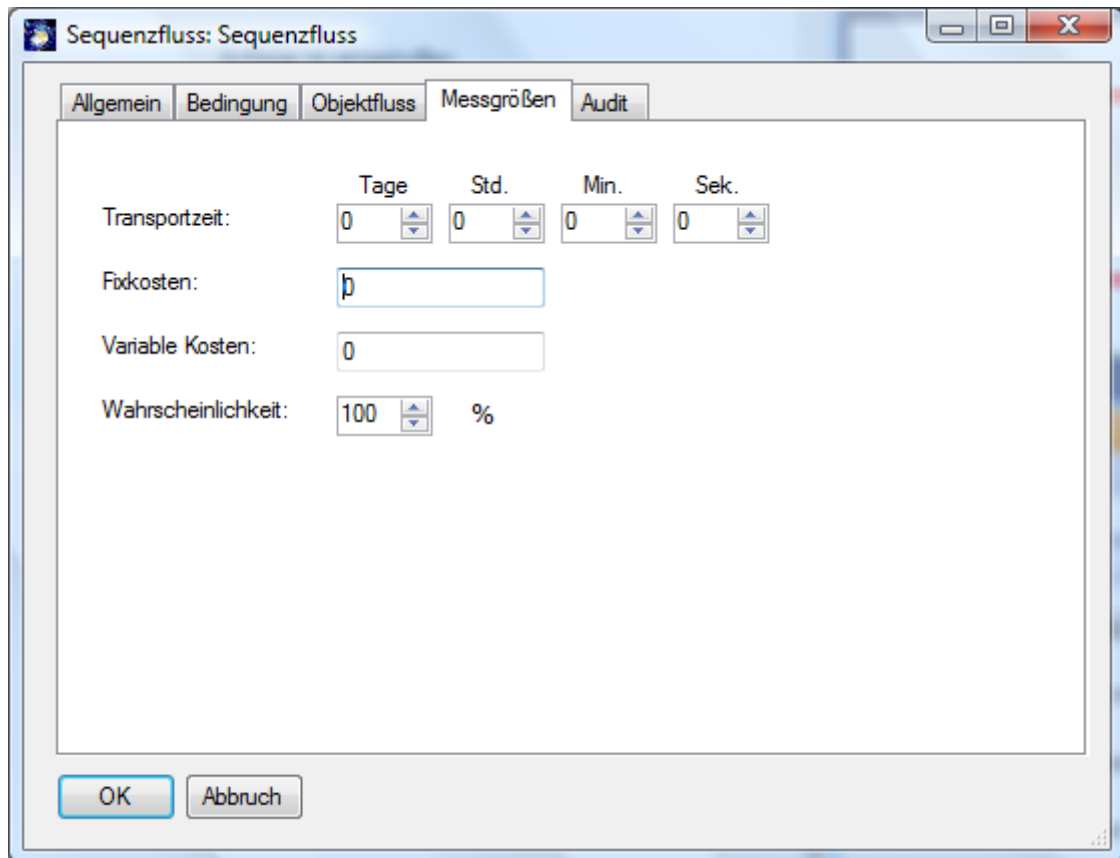 Sequenzfluss: Sequenzfluss
Allgemein Bedingung Objektfluss Messgrößen Audit
Tage Std. Min. Sek.
Transportzeit: 0 0 0 0
Fixkosten: 0
Variable Kosten: 0
Wahrscheinlichkeit: 100 %
OK Abbruch